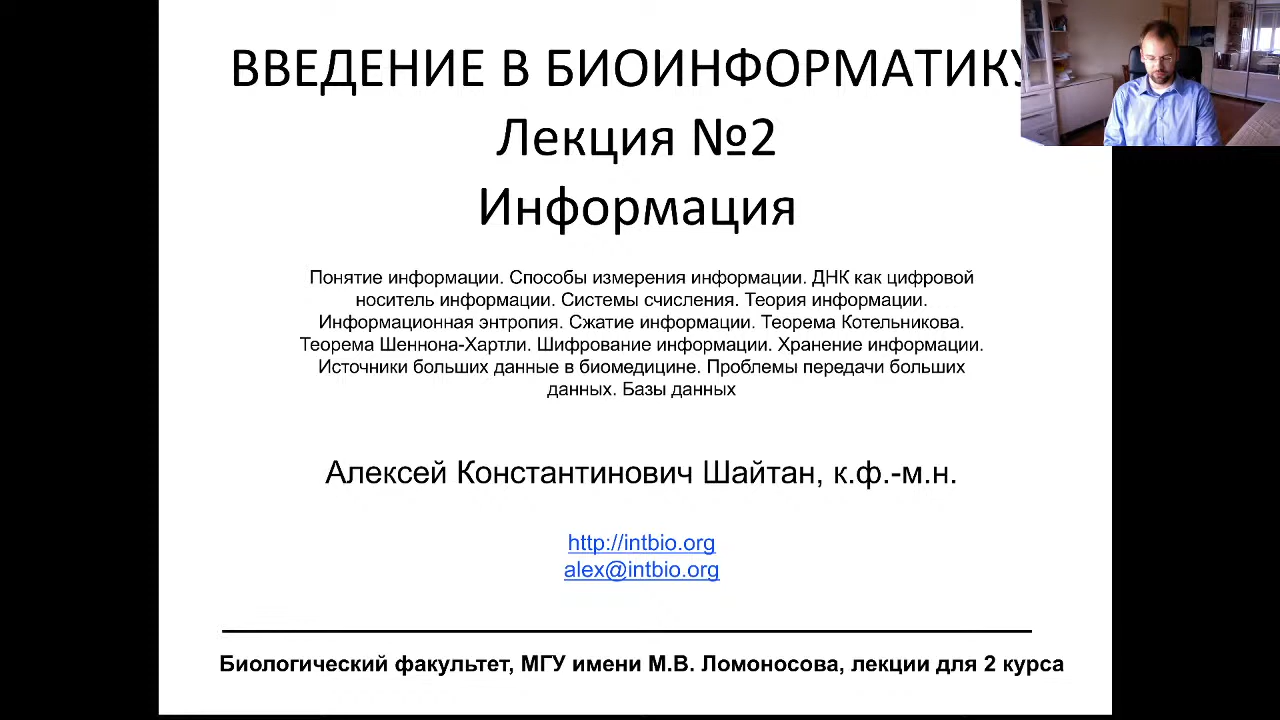 ВВЕДЕНИЕ В БИОИНФОРМАТИКУ
Лекция №2
Информация
Понятие информации. Способы измерения информации. ДНК как цифровой
носитель информации. Системы счисления. Теория информации.
Информационная энтропия. Сжатие информации. Теорема Котельникова.
Теорема Шеннона-Хартли. Шифрование информации. Хранение информации.
Источники больших данные в биомедицине. Проблемы передачи больших
данных. Базы данных
Алексей Константинович Шайтан, к.ф.-м.н.
http://intbio.org
alex@intbio.org
Биологический факультет, МГУ имени М.В. Ломоносова, лекции для 2 курса